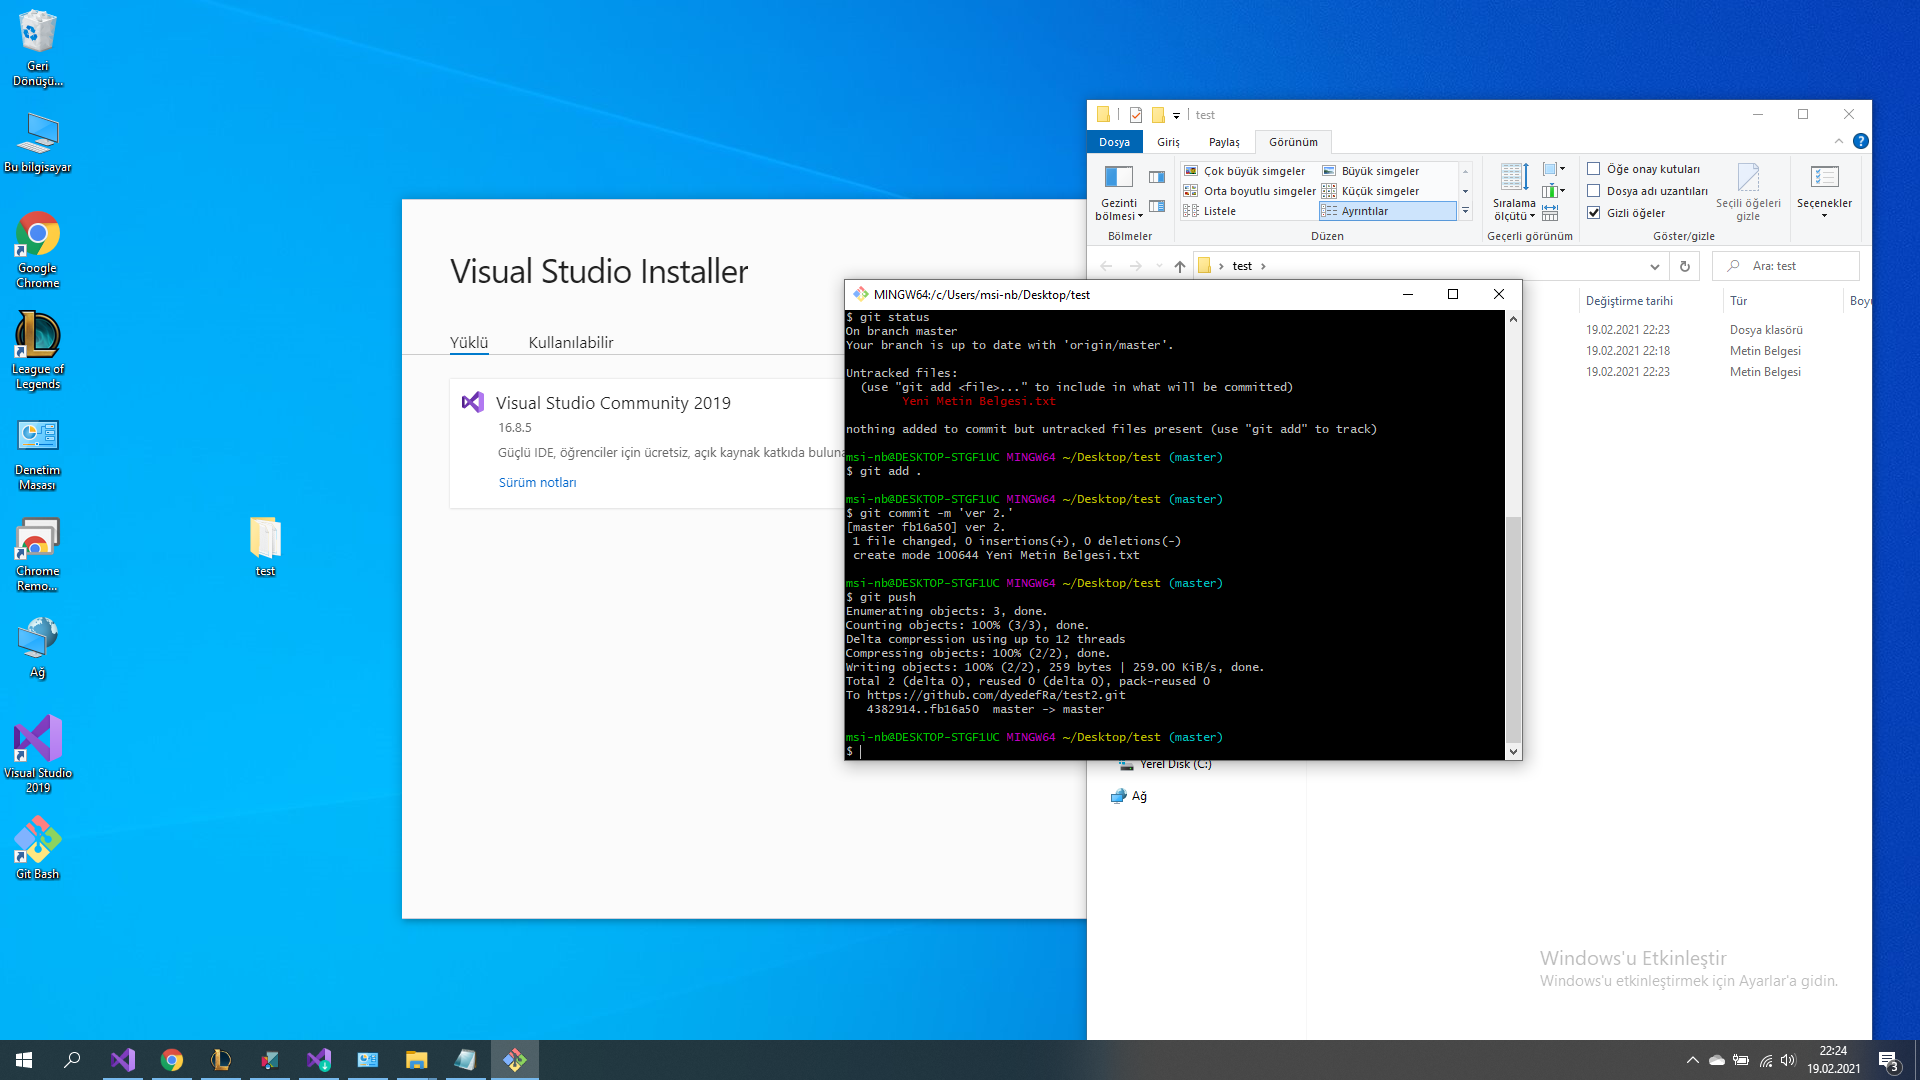 Geri
Dönüşü...
Bu bilgisayar
Google
Chrome
League of
Legends
Denetim
Masası
Chrome
Remo...
Ağ
Visual Studio
2019
Git Bash
test
Visual Studio Installer
Yüklü
Kullanılabilir
Visual Studio Community 2019
16.8.5
Güçlü IDE, öğrenciler için ücretsiz, açık kaynak katkıda buluna
Sürüm notları
test
Dosya
Giriş
Paylaş
Görünüm
Gezinti
bölmesi
Bölmeler
Çok büyük simgeler
Büyük simgeler
Orta boyutlu simgeler
Küçük simgeler
Listele
Ayrıntılar
Düzen
Sıralama
ölçütü
Geçerli görünüm
Öğe onay kutuları
Dosya adı uzantıları
Gizli öğeler
Seçili öğeleri
gizle
Göster/gizle
Seçenekler
test
Ara: test
Değiştirme tarihi
Tür
Boyu
19.02.2021 22:23
Dosya klasörü
19.02.2021 22:18
Metin Belgesi
19.02.2021 22:23
Metin Belgesi
MINGW64:/c/Users/msi-nb/Desktop/test
$ git status
On branch master
Your branch is up to date with 'origin/master'.
Untracked files:
(use "git add <file>..." to include in what will be committed)
Yeni Metin Belgesi.txt
nothing added to commit but untracked files present (use "git add" to track)
msi-nb@DESKTOP-STGF1UC MINGW64 ~/Desktop/test (master)
$ git add .
msi-nb@DESKTOP-STGF1UC MINGW64 ~/Desktop/test (master)
$ git commit -m 'ver 2.'
[master fb16a50] ver 2.
1 file changed, 0 insertions(+), 0 deletions(-)
create mode 100644 Yeni Metin Belgesi.txt
msi-nb@DESKTOP-STGF1UC MINGW64 ~/Desktop/test (master)
$ git push
Enumerating objects: 3, done.
Counting objects: 100% (3/3), done.
Delta compression using up to 12 threads
Compressing objects: 100% (2/2), done.
Writing objects: 100% (2/2), 259 bytes | 259.00 KiB/s, done.
Total 2 (delta 0), reused 0 (delta 0), pack-reused 0
To https://github.com/dyedefRa/test2.git
4382914..fb16a50  master -> master
msi-nb@DESKTOP-STGF1UC MINGW64 ~/Desktop/test (master)
$
Yerel Disk (C:)
Ağ
Windows'u Etkinleştir
Windows'u etkinleştirmek için Ayarlar'a gidin.
22:24
19.02.2021
3